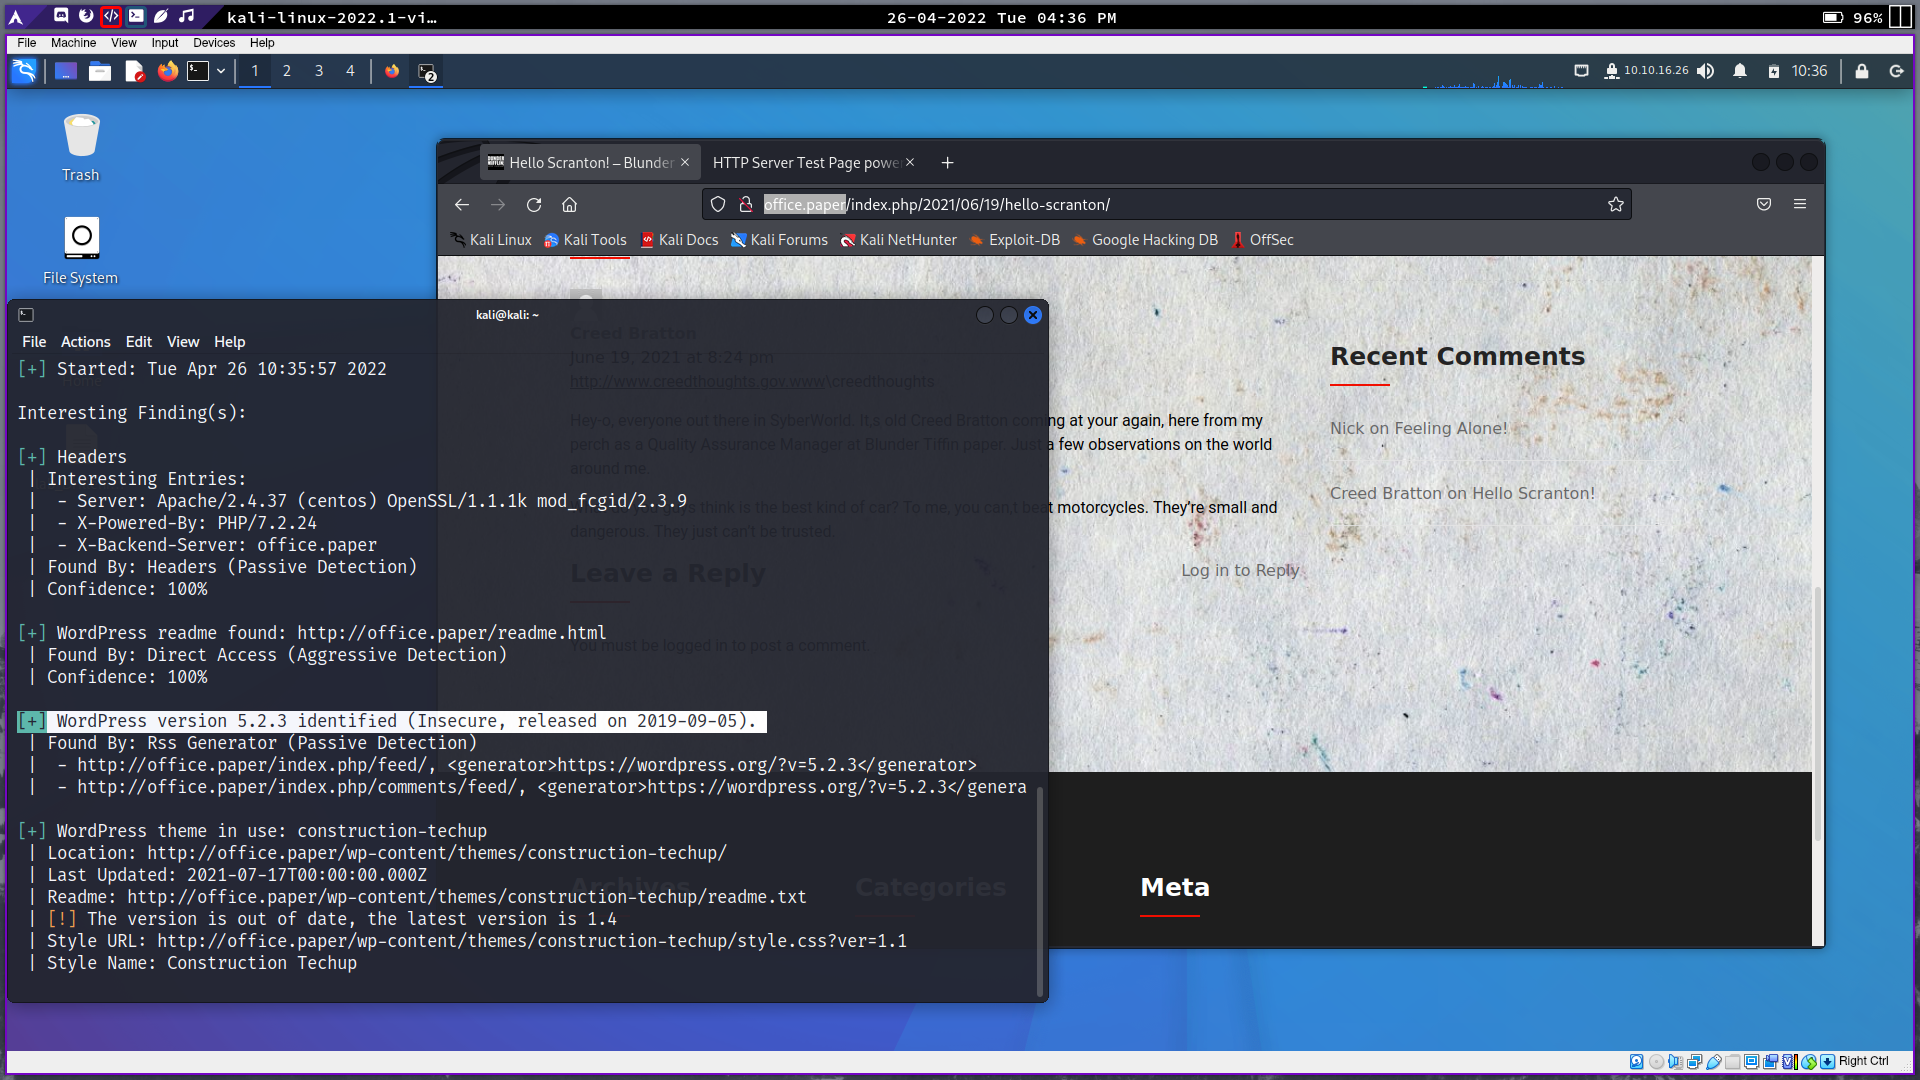 kali-linux-2022.1-vi…
26-04-2022 Tue 04:36 PM
96%
File Machine View Input Devices Help
1 2 3 4
2
10.10.16.26
10:36
Trash
File System
Hello Scranton! – Blunder
HTTP Server Test Page powe
office.paper/index.php/2021/06/19/hello-scranton/
Kali Linux Kali Tools Kali Docs Kali Forums Kali NetHunter Exploit-DB Google Hacking DB OffSec
Creed Bratton
June 19, 2021 at 8:24 pm
http://www.creedthoughts.gov.www\creedthoughts
Hey-o, everyone out there in SyberWorld. It's old Creed Bratton coming at your again, here from my
perch as a Quality Assurance Manager at Blunder Tiffin paper. Just a few observations on the world
around me.
think is the best kind of car? To me, you can,t beat motorcycles. They're small and
dangerous. They just can't be trusted
Log in to Reply
Leave a Reply
You must be logged in to post a comment.
Recent Comments
Nick on Feeling Alone!
Creed Bratton on Hello Scranton!
Archives
Categories
Meta
kali@kali: ~
File Actions Edit View Help
[+] Started: Tue Apr 26 10:35:57 2022
Interesting Finding(s):
[+] Headers
| Interesting Entries:
| - Server: Apache/2.4.37 (centos) OpenSSL/1.1.1k mod_fcgid/2.3.9
| - X-Powered-By: PHP/7.2.24
| - X-Backend-Server: office.paper
| Found By: Headers (Passive Detection)
| Confidence: 100%
[+] WordPress readme found: http://office.paper/readme.html
| Found By: Direct Access (Aggressive Detection)
| Confidence: 100%
[+] WordPress version 5.2.3 identified (Insecure, released on 2019-09-05).
| Found By: Rss Generator (Passive Detection)
| - http://office.paper/index.php/feed/, <generator>https://wordpress.org/?v=5.2.3</generator>
| - http://office.paper/index.php/comments/feed/, <generator>https://wordpress.org/?v=5.2.3</genera
[+] WordPress theme in use: construction-techup
| Location: http://office.paper/wp-content/themes/construction-techup/
| Last Updated: 2021-07-17T00:00:00.000Z
| Readme: http://office.paper/wp-content/themes/construction-techup/readme.txt
| [!] The version is out of date, the latest version is 1.4
| Style URL: http://office.paper/wp-content/themes/construction-techup/style.css?ver=1.1
| Style Name: Construction Techup
Right Ctrl